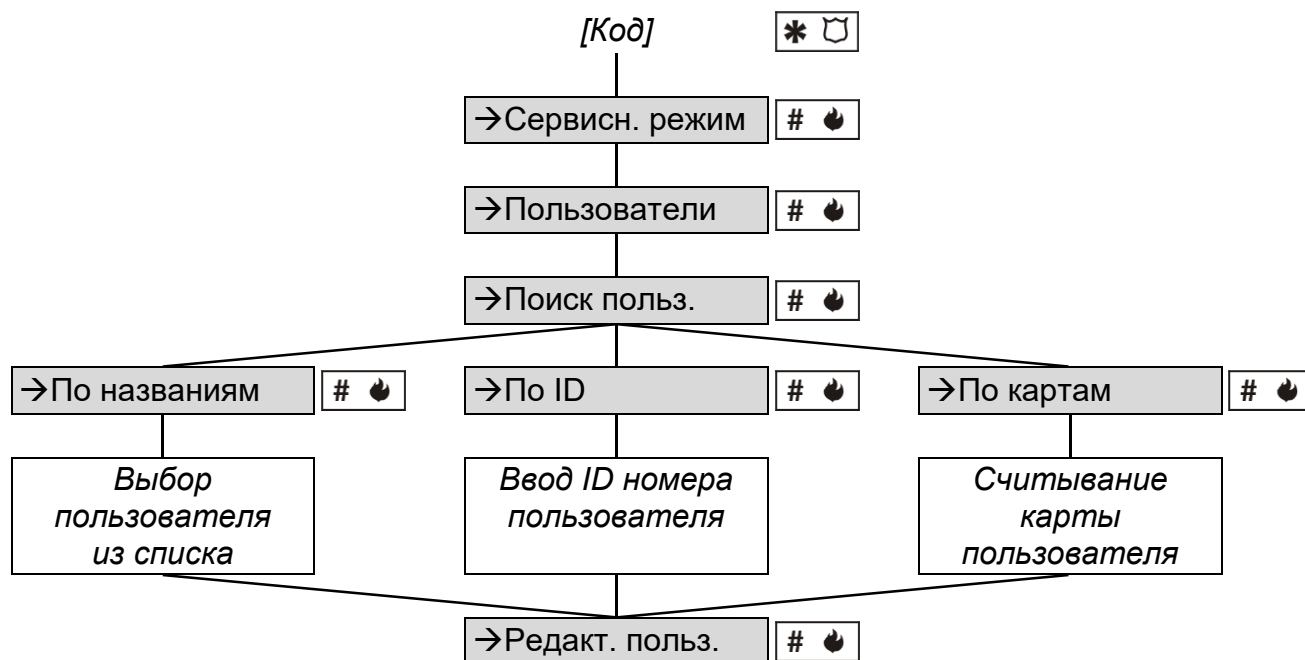 [Код] *
→Сервисн. режим #
→Пользователи #
→Поиск польз. #
→По названиям #
→По ID #
→По картам #
Выбор
пользователя
из списка
Ввод ID номера
пользователя
Считывание
карты
пользователя
→Редакт. польз. #